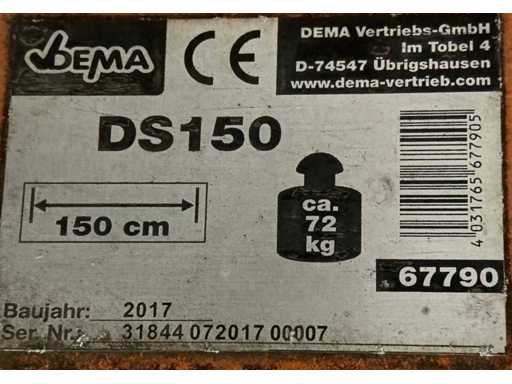 DEMA
CE
DEMA Vertriebs-GmbH
Im Tobel 4
D-74547 Übrigshausen
www.dema-vertrieb.com
DS150
150 cm
ca.
72
kg
4 031765 677905
67790
Baujahr: 2017
Ser. Nr.: 31844 072017 00007